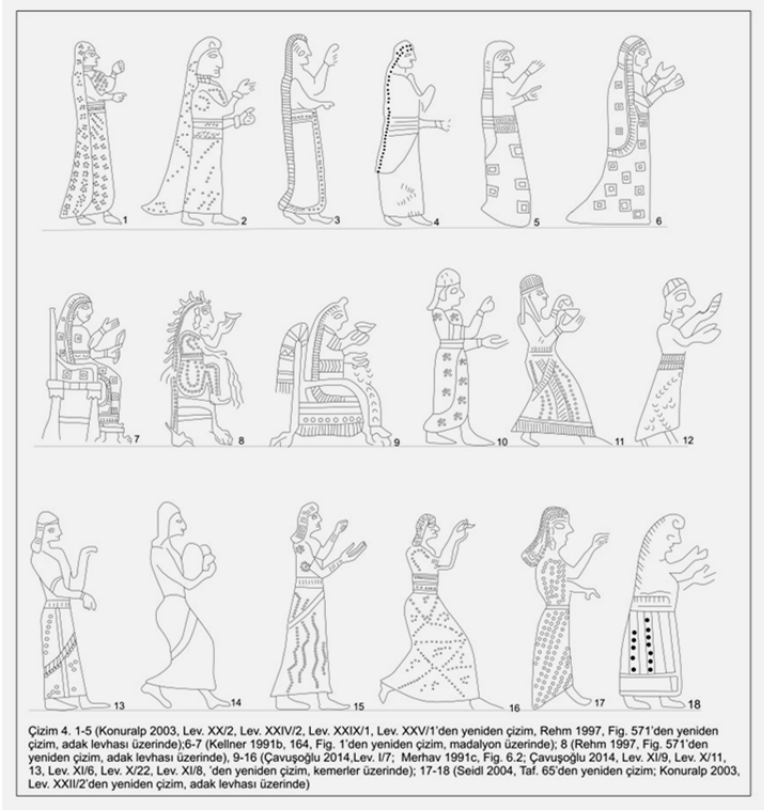 1 2 3 4 5 6
7 8 9 10 11 12
13 14 15 16 17 18
Çizim 4. 1-5 (Konuralp 2003, Lev. XX/2, Lev. XXIV/2, Lev. XXIX/1, Lev. XXV/1'den yeniden çizim, Rehm 1997, Fig. 571'den yeniden
çizim, adak levhası üzerinde);6-7 (Kellner 1991b, 164, Fig. 1'den yeniden çizim, madalyon üzerinde); 8 (Rehm 1997, Fig. 571'den
yeniden çizim, adak levhası üzerinde), 9-16 (Çavuşoğlu 2014,Lev. I/7; Merhav 1991c, Fig. 6.2; Çavuşoğlu 2014, Lev. XI/9, Lev. X/11,
13, Lev. XI/6, Lev. X/22, Lev. XI/8, 'den yeniden çizim, kemerler üzerinde); 17-18 (Seidl 2004, Taf. 65'den yeniden çizim; Konuralp 2003,
Lev. XXII/2'den yeniden çizim, adak levhası üzerinde)